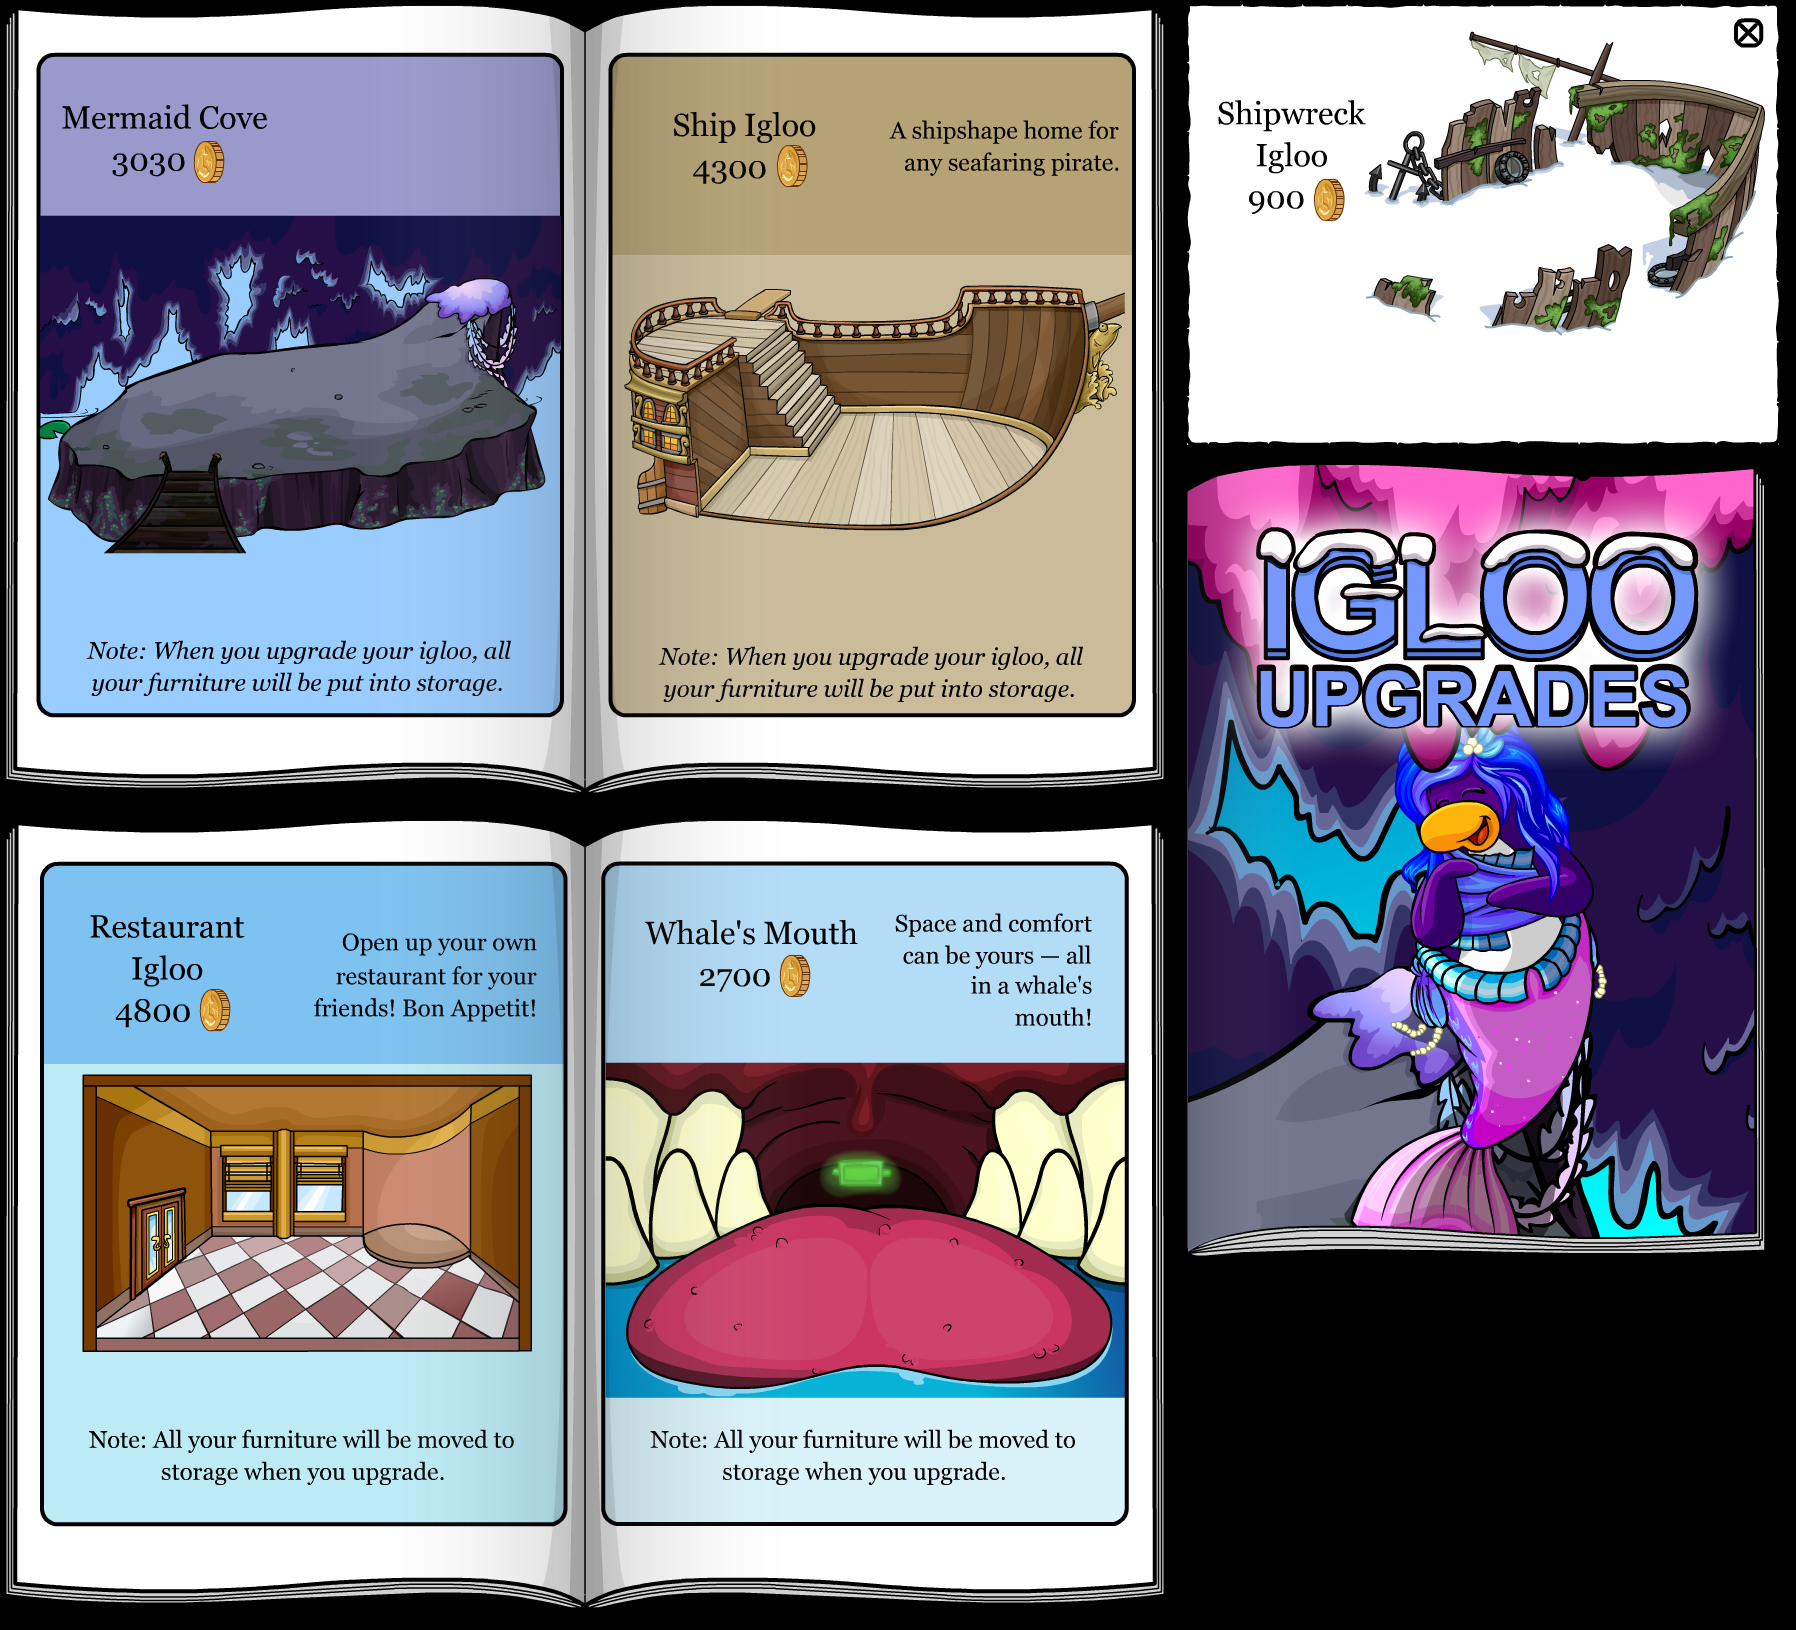 Mermaid Cove
3030
Note: When you upgrade your igloo, all
your furniture will be put into storage.
Ship Igloo
4300
A shipshape home for
any seafaring pirate.
Note: When you upgrade your igloo, all
your furniture will be put into storage.
Shipwreck
Igloo
900
IGLOO
UPGRADES
Restaurant
Igloo
4800
Open up your own
restaurant for your
friends! Bon Appetit!
Note: All your furniture will be moved to
storage when you upgrade.
Whale's Mouth
2700
Space and comfort
can be yours — all
in a whale's
mouth!
Note: All your furniture will be moved to
storage when you upgrade.